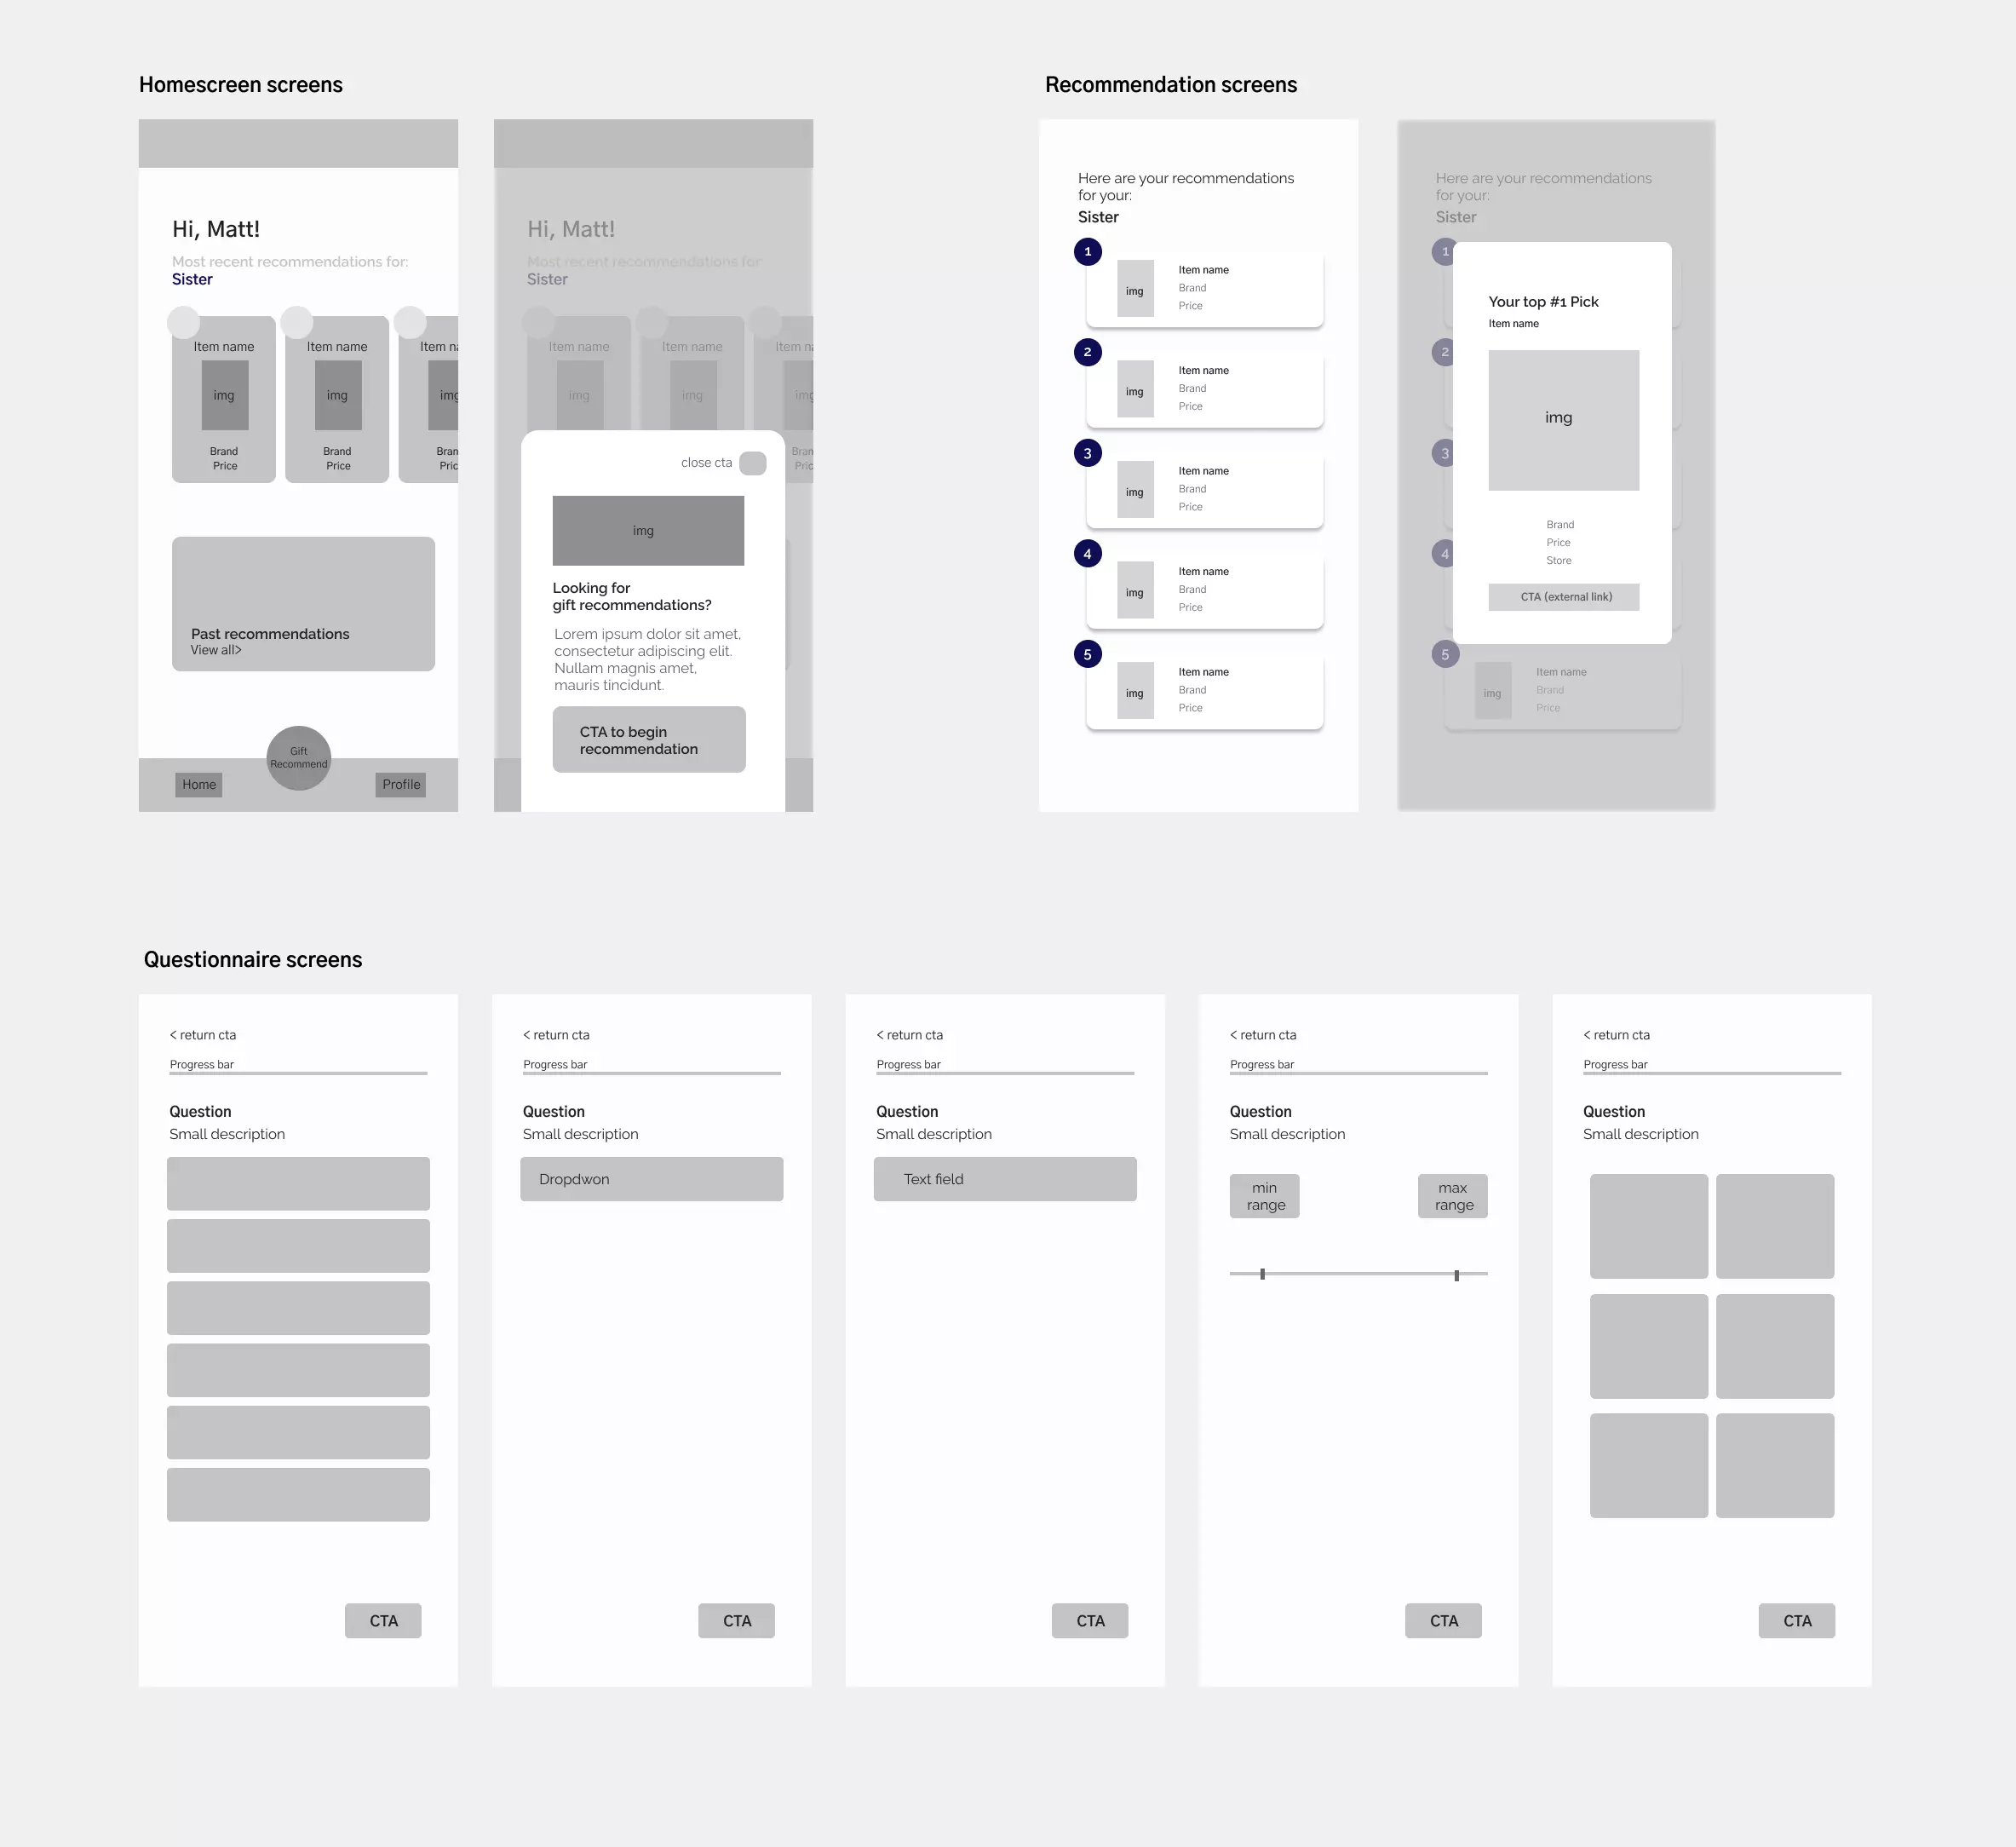 Homescreen screens
Hi, Matt!
Most recent recommendations for:
Sister
Item name
img
Brand
Price
Item name
img
Brand
Price
Item n
img
Bran
Pric
Past recommendations
View all>
Gift
Recommend
Home
Profile
Hi, Matt!
Most recent recommendations for:
Sister
Item name
img
Item name
img
Item n
img
Bran
Pric
close cta
img
Looking for
gift recommendations?
Lorem ipsum dolor sit amet,
consectetur adipiscing elit.
Nullam magnis amet,
mauris tincidunt.
CTA to begin
recommendation
Recommendation screens
Here are your recommendations
for your:
Sister
1
img
Item name
Brand
Price
2
img
Item name
Brand
Price
3
img
Item name
Brand
Price
4
img
Item name
Brand
Price
5
img
Item name
Brand
Price
Here are your recommendations
for your:
Sister
1
2
3
4
5
img
Item name
Brand
Price
Your top #1 Pick
Item name
img
Brand
Price
Store
CTA (external link)
Questionnaire screens
< return cta
Progress bar
Question
Small description
CTA
< return cta
Progress bar
Question
Small description
Dropdwon
CTA
< return cta
Progress bar
Question
Small description
Text field
CTA
< return cta
Progress bar
Question
Small description
min
range
max
range
CTA
< return cta
Progress bar
Question
Small description
CTA